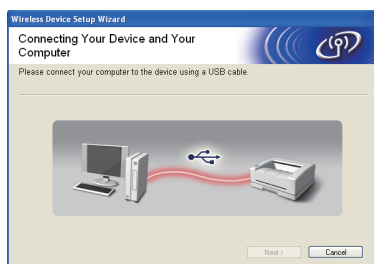 Wireless Device Setup Wizard
Connecting Your Device and Your
Computer
Please connect your computer to the device using a USB cable.
Next >
Cancel